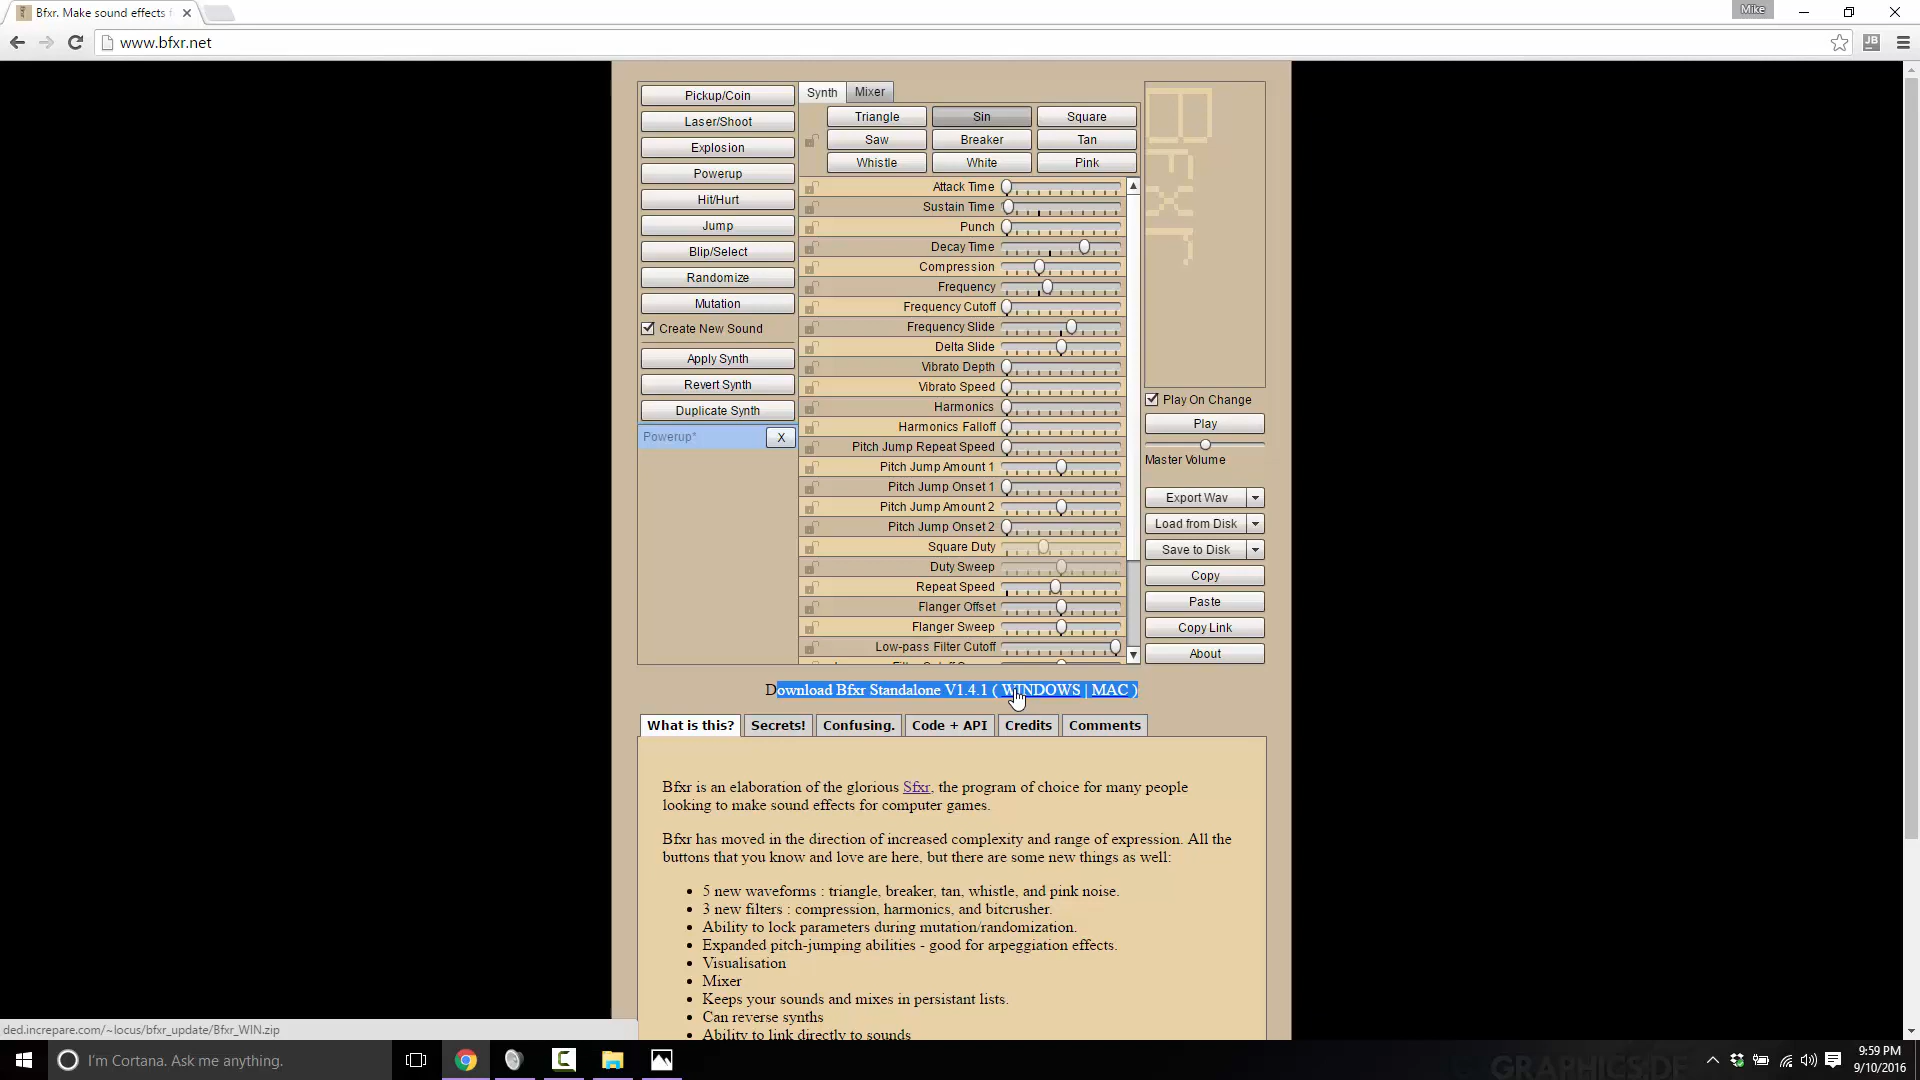 Bfxr. Make sound effects
Mike
www.bfxr.net
JB
Pickup/Coin
Laser/Shoot
Explosion
Powerup
Hit/Hurt
Jump
Blip/Select
Randomize
Mutation
Create New Sound
Apply Synth
Revert Synth
Duplicate Synth
Powerup*
X
Synth
Mixer
Triangle
Sin
Square
Saw
Breaker
Tan
Whistle
White
Pink
Attack Time
Sustain Time
Punch
Decay Time
Compression
Frequency
Frequency Cutoff
Frequency Slide
Delta Slide
Vibrato Depth
Vibrato Speed
Harmonics
Harmonics Falloff
Pitch Jump Repeat Speed
Pitch Jump Amount 1
Pitch Jump Onset 1
Pitch Jump Amount 2
Pitch Jump Onset 2
Square Duty
Duty Sweep
Repeat Speed
Flanger Offset
Flanger Sweep
Low-pass Filter Cutoff
Bfxr
Play On Change
Play
Master Volume
Export Wav
Load from Disk
Save to Disk
Copy
Paste
Copy Link
About
Download Bfxr Standalone V1.4.1 ( WINDOWS | MAC )
What is this?
Secrets!
Confusing.
Code + API
Credits
Comments
Bfxr is an elaboration of the glorious Sfxr, the program of choice for many people
looking to make sound effects for computer games.
Bfxr has moved in the direction of increased complexity and range of expression. All the
buttons that you know and love are here, but there are some new things as well:
• 5 new waveforms : triangle, breaker, tan, whistle, and pink noise.
• 3 new filters : compression, harmonics, and bitcrusher.
• Ability to lock parameters during mutation/randomization.
• Expanded pitch-jumping abilities - good for arpeggiation effects.
• Visualisation
• Mixer
• Keeps your sounds and mixes in persistant lists.
• Can reverse synths
• Ability to link directly to sounds
ded.increpare.com/~locus/bfxr_update/Bfxr_WIN.zip
I'm Cortana. Ask me anything.
9:59 PM
9/10/2016